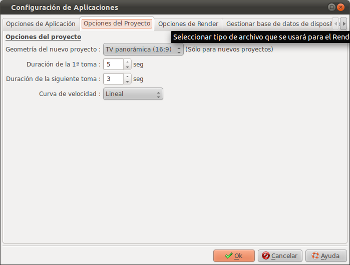 Configuración de Aplicaciones
Opciones de Aplicación Opciones del Proyecto Opciones de Rendar Gestionar base de datos de disposi
Seleccionar tipo de archivo que se usará para el Rend
Opciones del proyecto
Geometría del nuevo proyecto : TV panorámica (16:9) (Sólo para nuevos proyectos)
Duración de la 1ª toma : 5 seg
Duración de la siguiente toma : 3 seg
Curva de velocidad : Lineal
Ok Cancelar Ayuda